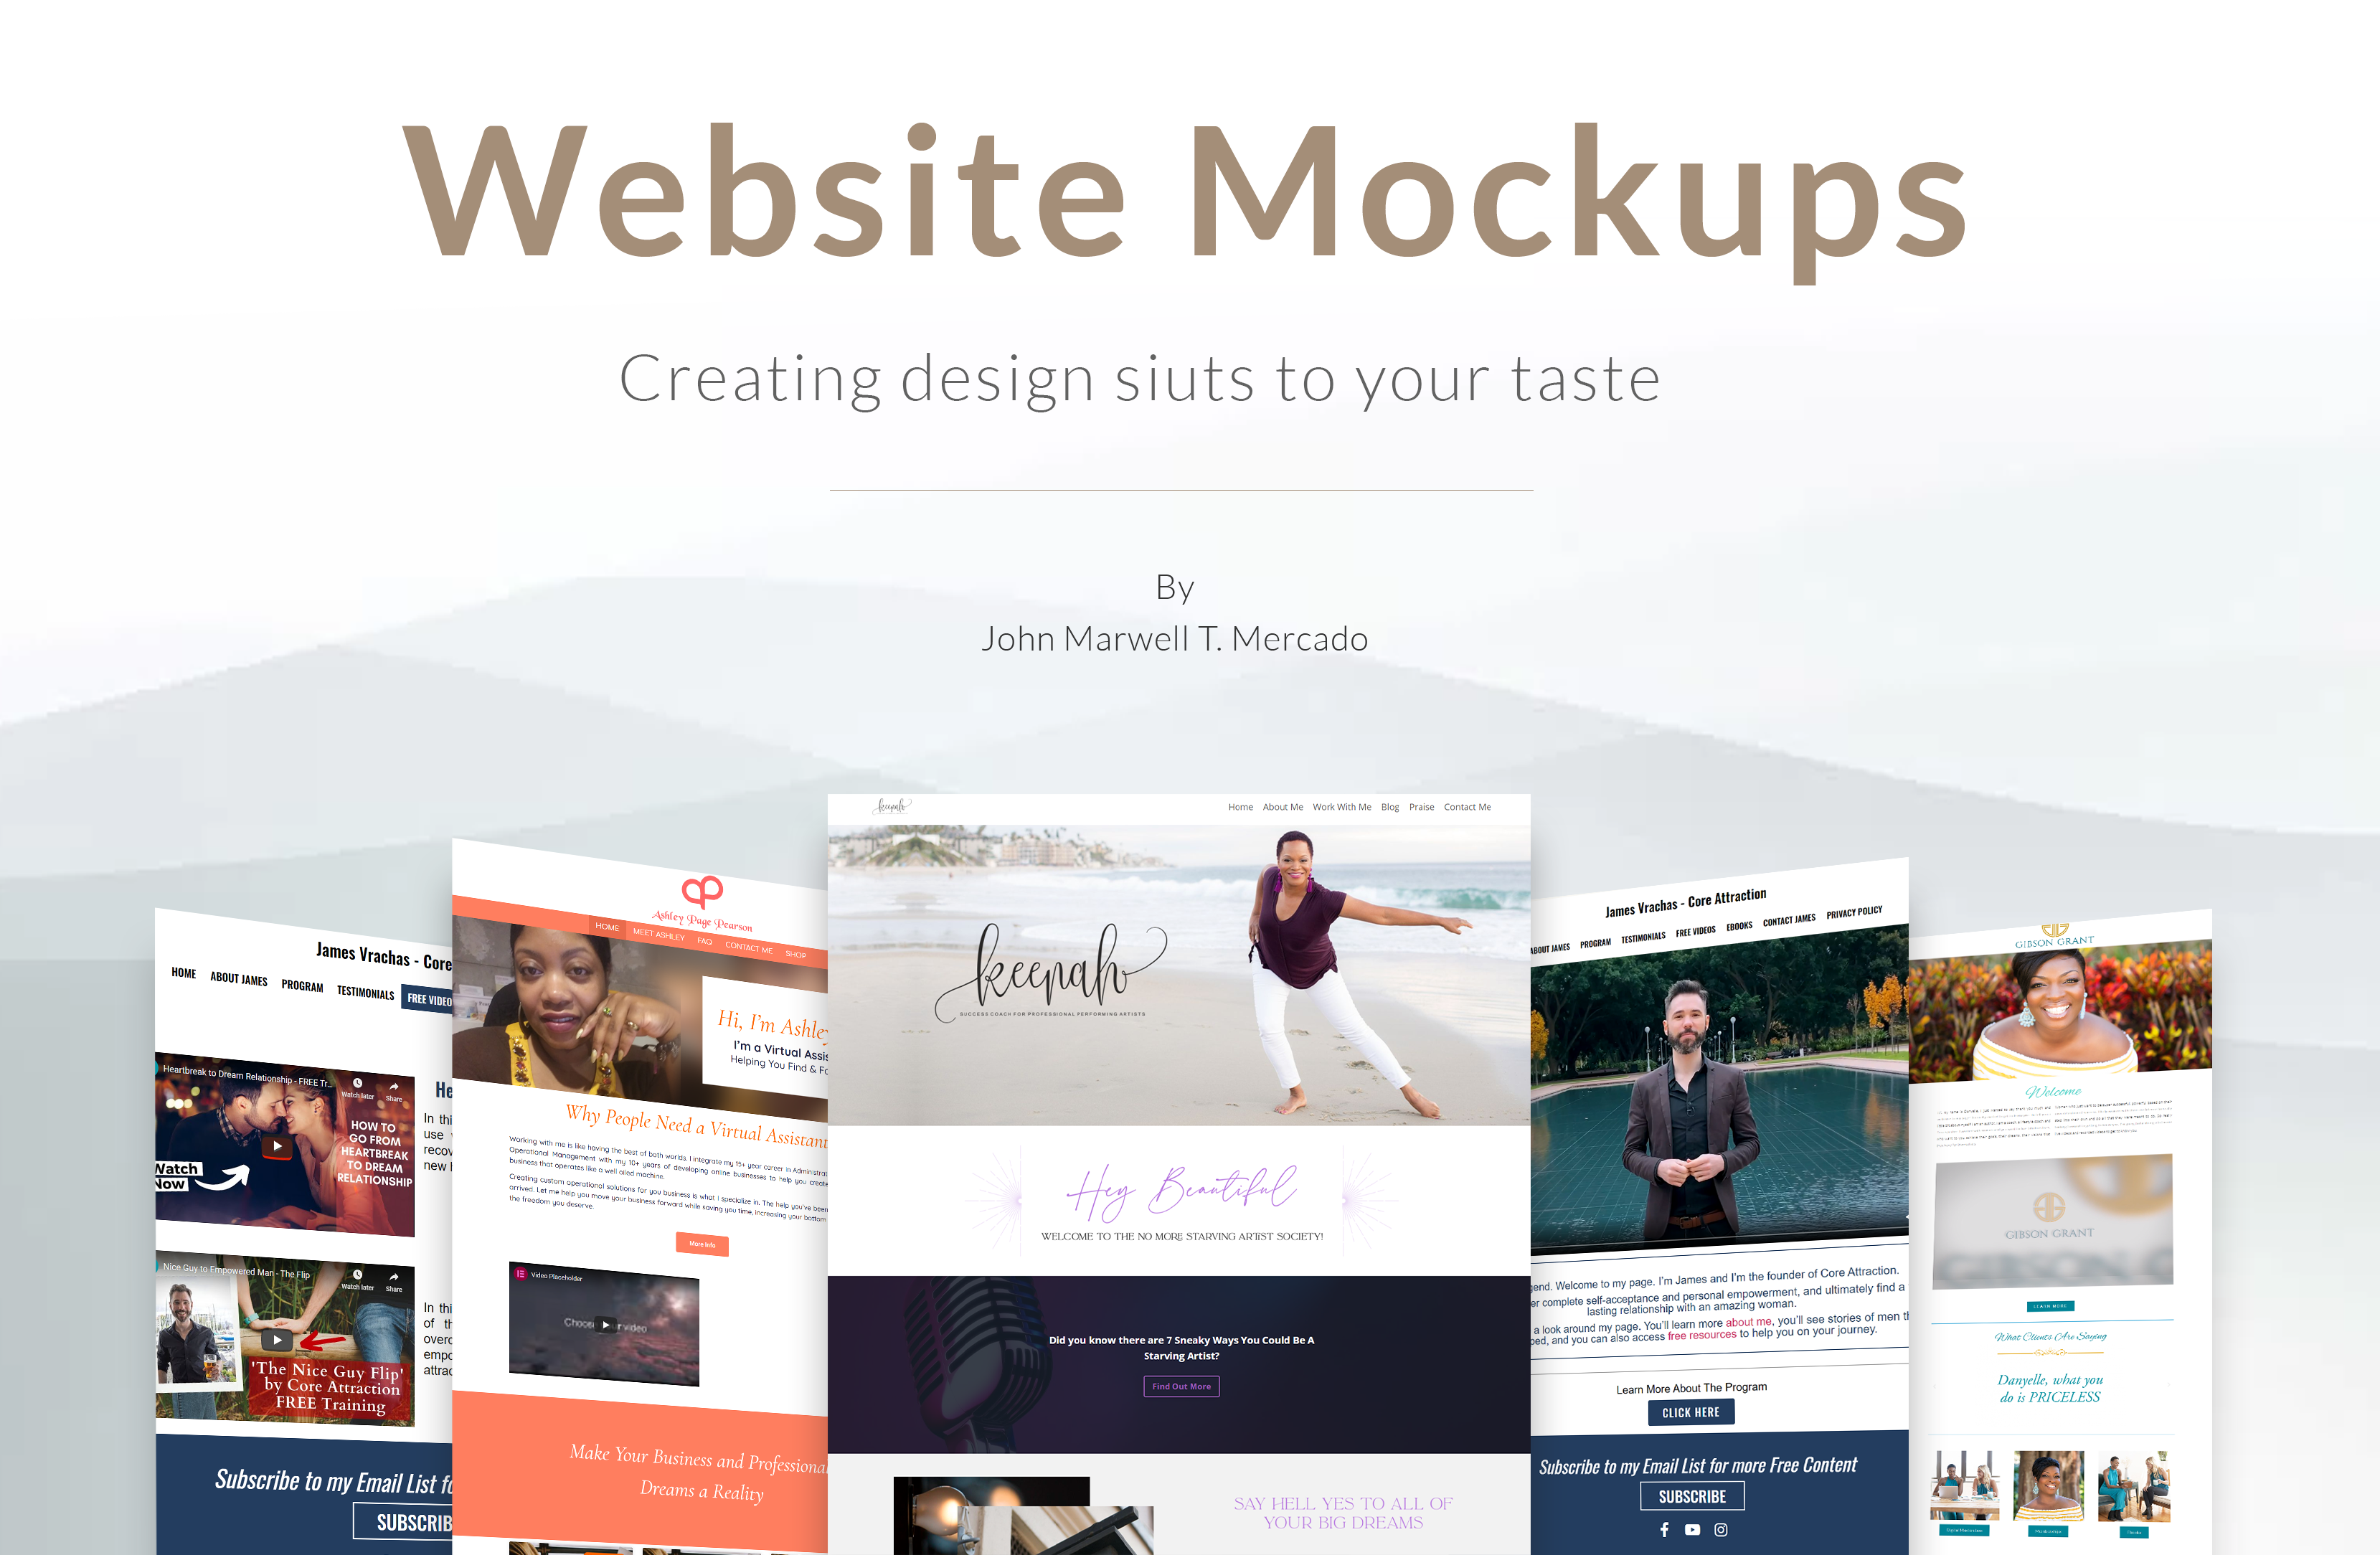 Website Mockups
Creating design siuts to your taste
By
John Marwell T. Mercado
James Vrachas - Core
HOME ABOUT JAMES PROGRAM TESTIMONIALS FREE VIDEO
Heartbreak to Dream Relationship - FREE Tr...
Watch later Share
HOW TO
GO FROM
HEARTBREAK
TO DREAM
RELATIONSHIP
Watch
Now
He
In thi
use
recov
new
Nice Guy to Empowered Man - The Flip
Watch later Share
'The Nice Guy Flip'
by Core Attraction
FREE Training
In thi
of th
overc
empo
attrac
Subscribe to my Email List fo
SUBSCRIB
Ashley Page Pearson
HOME MEET ASHLEY FAQ CONTACT ME SHOP
Hi, I'm Ashley
I'm a Virtual Assis
Helping You Find & Fo
Why People Need a Virtual Assistant
Working with me is like having the best of both worlds. I integrate my 15+ year career in Administrat
Operational Management with my 10+ years of developing online businesses to help you create
business that operates like a well oiled machine.
Creating custom operational solutions for you business is what I specialize in. The help you've been
arrived. Let me help you move your business forward while saving you time, increasing your bottom
the freedom you deserve.
More Info
Video Placeholder
Choose your video
Make Your Business and Professional
Dreams a Reality
keenah
Home About Me Work With Me Blog Praise Contact Me
keenah
SUCCESS COACH FOR PROFESSIONAL PERFORMING ARTISTS
Hey Beautiful
WELCOME TO THE NO MORE STARVING ARTIST SOCIETY!
Did you know there are 7 Sneaky Ways You Could Be A
Starving Artist?
Find Out More
SAY HELL YES TO ALL OF
YOUR BIG DREAMS
James Vrachas - Core Attraction
ABOUT JAMES PROGRAM TESTIMONIALS FREE VIDEOS EBOOKS CONTACT JAMES PRIVACY POLICY
gend. Welcome to my page. I'm James and I'm the founder of Core Attraction.
er complete self-acceptance and personal empowerment, and ultimately find a
lasting relationship with an amazing woman.
a look around my page. You'll learn more about me, you'll see stories of men th
ped, and you can also access free resources to help you on your journey.
Learn More About The Program
CLICK HERE
Subscribe to my Email List for more Free Content
SUBSCRIBE
GIBSON GRANT
Welcome
GIBSON GRANT
LEARN MORE
What Clients Are Saying
Danyelle, what you
do is PRICELESS